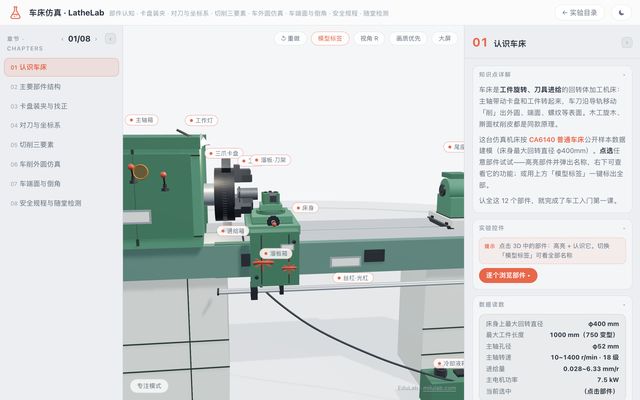 车床仿真 · LatheLab
部件认知 · 卡盘装夹 · 对刀与坐标系 · 切削三要素 · 车外圆仿真 · 车端面与倒角 · 安全规程 · 随堂检测
← 实验目录
章节 ·
CHAPTERS
‹ 01/08 ›
01 认识车床
02 主要部件结构
03 卡盘装夹与找正
04 对刀与坐标系
05 切削三要素
06 车外圆仿真
07 车端面与倒角
08 安全规程与随堂检测
↺ 重做
模型标签
视角 R
画质优先
大屏
主轴箱
工作灯
三爪卡盘
溜板·刀架
尾座
床身
进给箱
溜板箱
丝杠·光杠
冷却液
专注模式
01 认识车床
知识点详解
车床是工件旋转、刀具进给的回转体加工机床:
主轴带动卡盘和工件转起来，车刀沿导轨移动
「削」出外圆、端面、螺纹等表面。木工旋木、
削面杖削皮都是同款原理。
这台仿真机床按 CA6140 普通车床公开样本数据
建模（床身最大回转直径 φ400mm）。点选任
意部件试试——高亮部件并弹出名称，右下可查
看它的功能；或用上方「模型标签」一键标出全
部。
认全这 12 个部件，就完成了车工入门第一课。
实验控件
提示 点击 3D 中的部件：高亮 + 认识它。切换
「模型标签」可看全部名称
逐个浏览部件
数据读数
床身上最大回转直径 φ400 mm
最大工件长度 1000 m（750 变型）
主轴孔径 φ52 mm
主轴转速 10~1400 r/min · 18 级
进给量 0.028~6.33 mm/r
主电机功率 7.5 kW
当前选中 （点击部件）